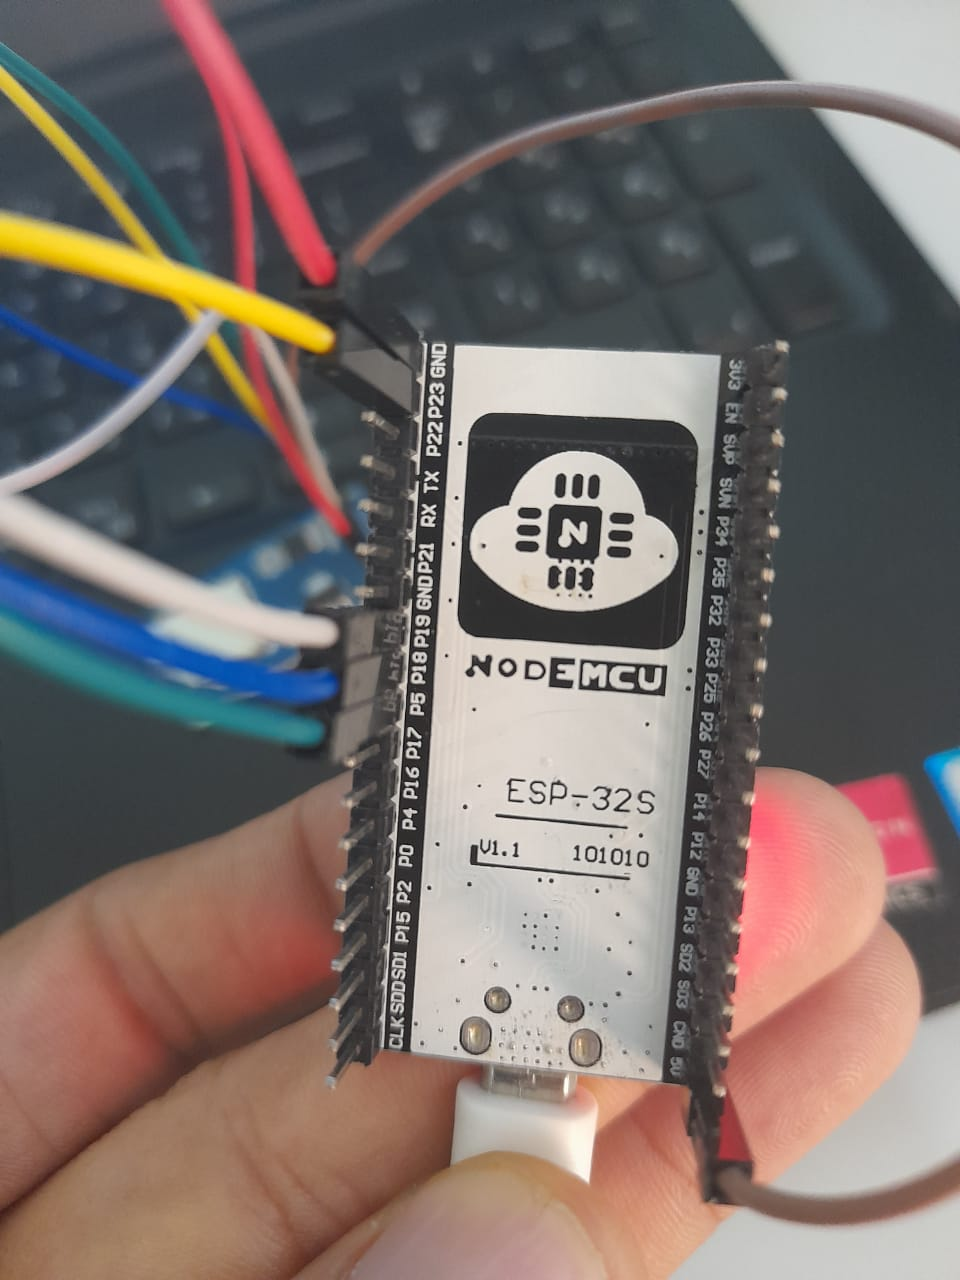 GND
P23
P22
TX
RX
P21
GND
P19
P18
P5
P17
P16
P4
P0
P2
P15
SD1
SD0
CLK
3V3
EN
SVP
SVN
P34
P35
P32
P33
P25
P26
P27
P14
P12
GND
P13
SD2
SD3
CMD
5V
NODEMCU
ESP-32S
V1.1
101010